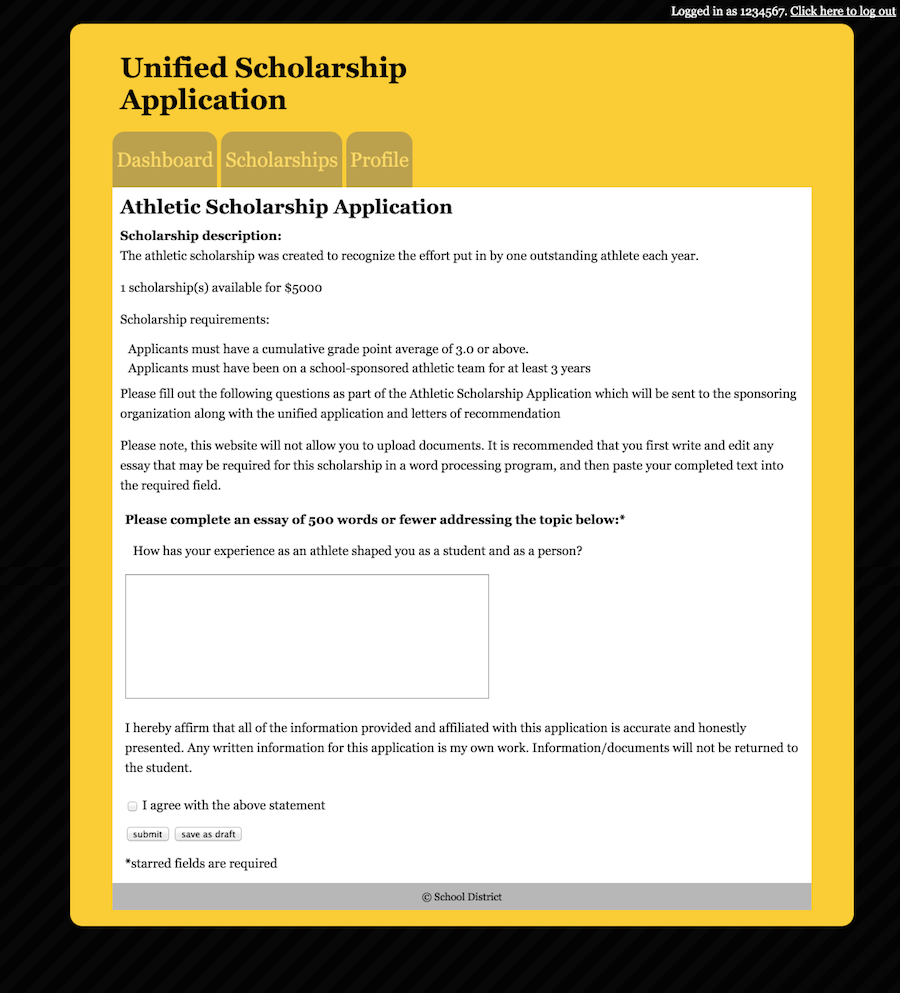 Logged in as 1234567. Click here to log out
Unified Scholarship
Application
Dashboard Scholarships Profile
Athletic Scholarship Application
Scholarship description:
The athletic scholarship was created to recognize the effort put in by one outstanding athlete each year.
1 scholarship(s) available for $5000
Scholarship requirements:
Applicants must have a cumulative grade point average of 3.0 or above.
Applicants must have been on a school-sponsored athletic team for at least 3 years
Please fill out the following questions as part of the Athletic Scholarship Application which will be sent to the sponsoring
organization along with the unified application and letters of recommendation
Please note, this website will not allow you to upload documents. It is recommended that you first write and edit any
essay that may be required for this scholarship in a word processing program, and then paste your completed text into
the required field.
Please complete an essay of 500 words or fewer addressing the topic below:*
How has your experience as an athlete shaped you as a student and as a person?
I hereby affirm that all of the information provided and affiliated with this application is accurate and honestly
presented. Any written information for this application is my own work. Information/documents will not be returned to
the student.
I agree with the above statement
submit save as draft
*starred fields are required
© School District